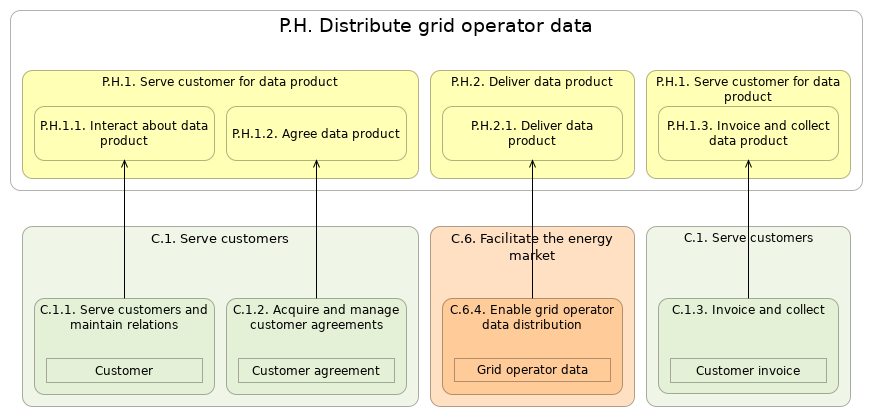 P.H. Distribute grid operator data
P.H.1. Serve customer for data product
P.H.1.1. Interact about data
product
P.H.1.2. Agree data product
P.H.2. Deliver data product
P.H.2.1. Deliver data
product
P.H.1. Serve customer for data
product
P.H.1.3. Invoice and collect
data product
C.1. Serve customers
C.1.1. Serve customers and
maintain relations
Customer
C.1.2. Acquire and manage
customer agreements
Customer agreement
C.6. Facilitate the energy
market
C.6.4. Enable grid operator
data distribution
Grid operator data
C.1. Serve customers
C.1.3. Invoice and collect
Customer invoice